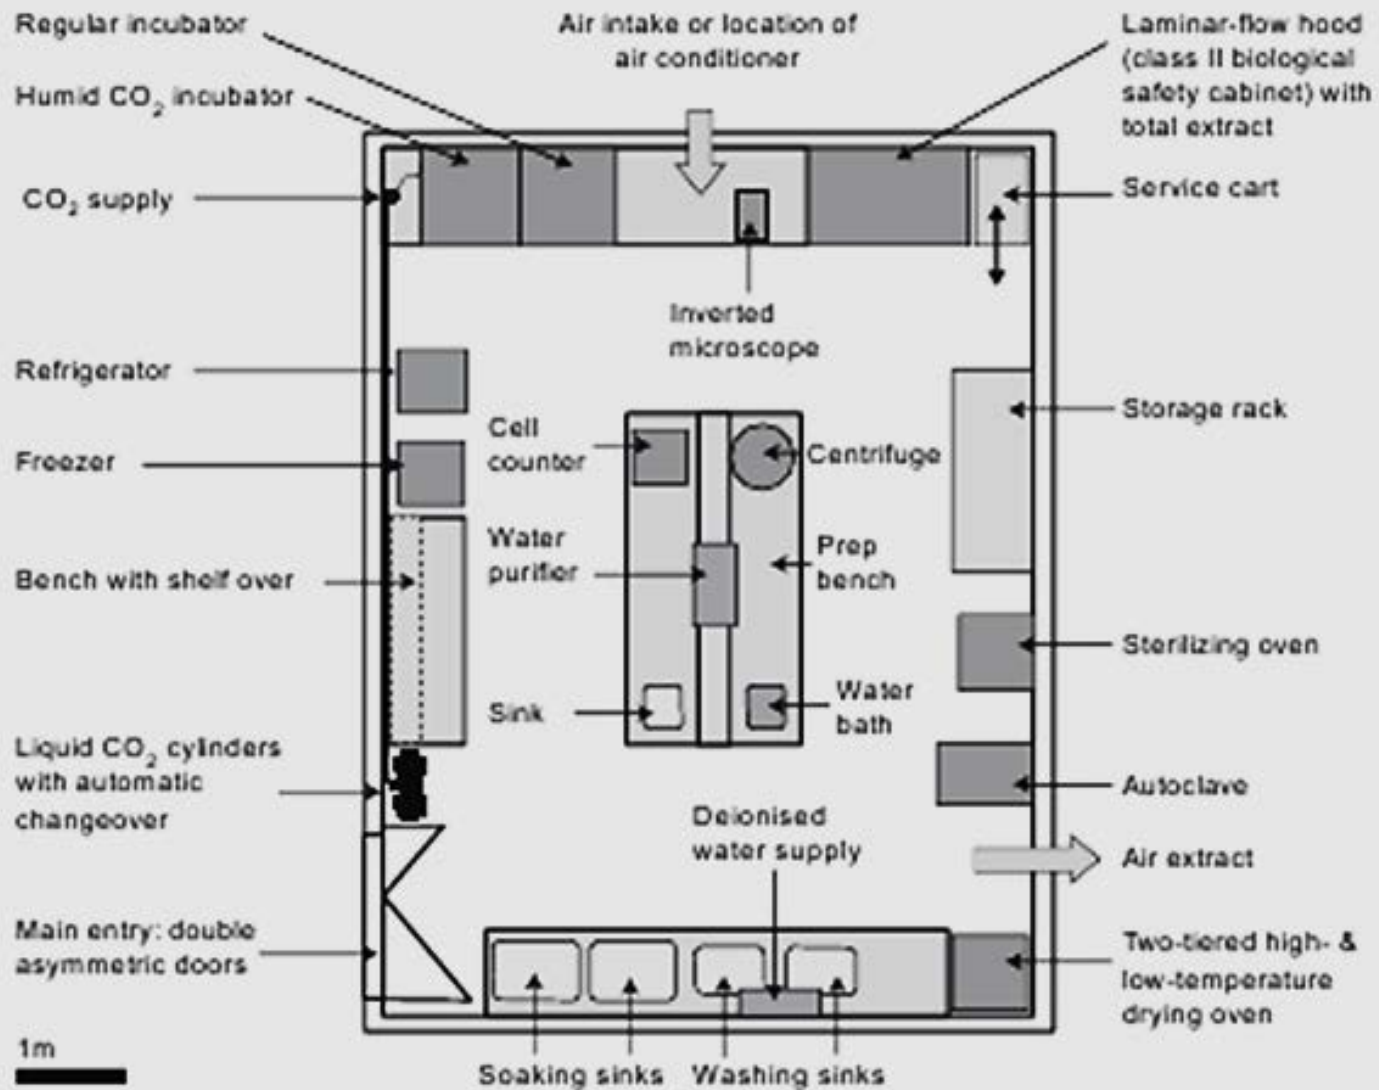 Regular incubator
Humid CO₂ incubator
CO₂ supply
Air intake or location of
air conditioner
Laminar-flow hood
(class II biological
safety cabinet) with
total extract
Service cart
Inverted
microscope
Refrigerator
Freezer
Bench with shelf over
Cell
counter
Centrifuge
Storage rack
Water
purifier
Prep
bench
Sterilizing oven
Sink
Water
bath
Liquid CO₂ cylinders
with automatic
changeover
Autoclave
Deionised
water supply
Air extract
Main entry: double
asymmetric doors
Two-tiered high- &
low-temperature
drying oven
1m
Soaking sinks
Washing sinks